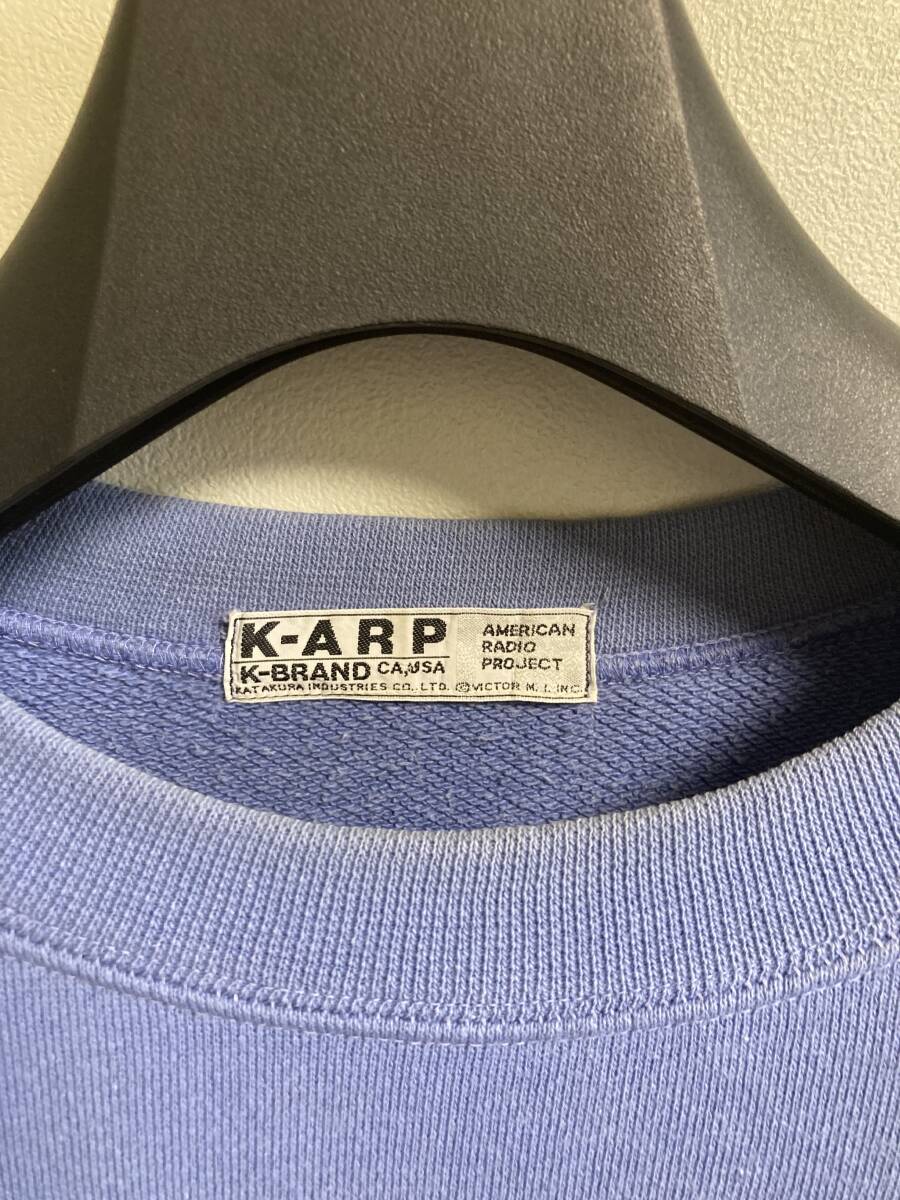 K-ARP
K-BRAND CA,USA
AMERICAN
RADIO
PROJECT
KATAKURA INDUSTRIES CO., LTD. ©VICTOR M. I. INC.